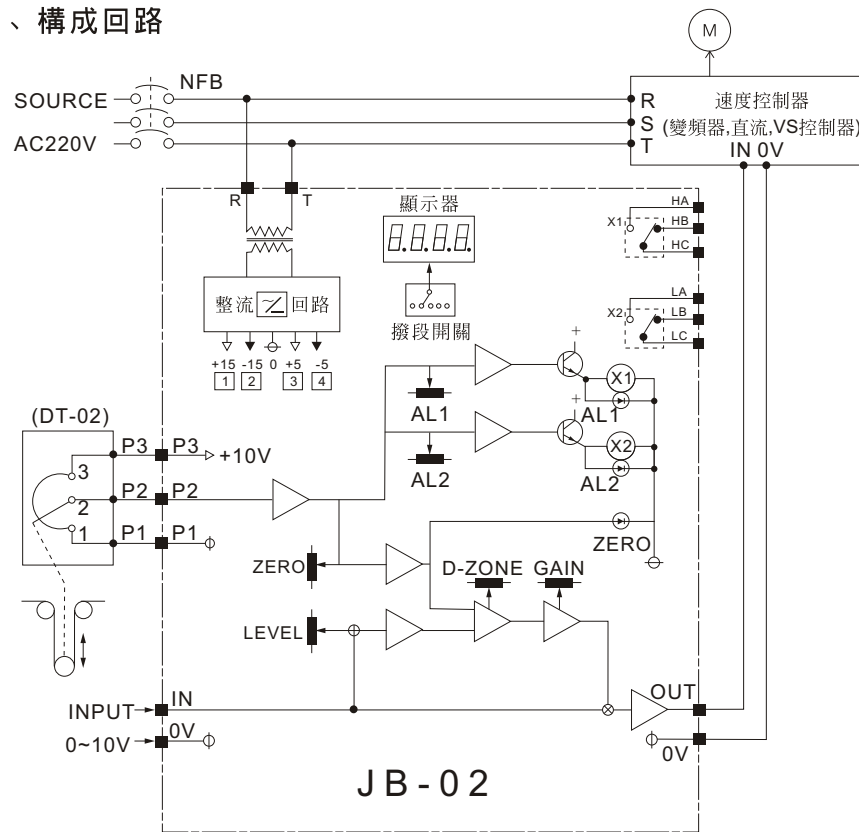 、構成回路
M
NFB
SOURCE
AC220V
R
S
T
速度控制器
(變頻器,直流,VS控制器)
IN 0V
R
T
顯示器
8.8.8.8
撥段開關
整流
回路
+15
-15
0
+5
-5
1
2
3
4
X1
HA
HB
HC
X2
LA
LB
LC
(DT-02)
3
2
1
P3
P2
P1
P3
P2
P1
+10V
AL1
AL2
+
X1
AL1
+
X2
AL2
ZERO
ZERO
D-ZONE
GAIN
LEVEL
INPUT
IN
0~10V
0V
OUT
0V
JB-02